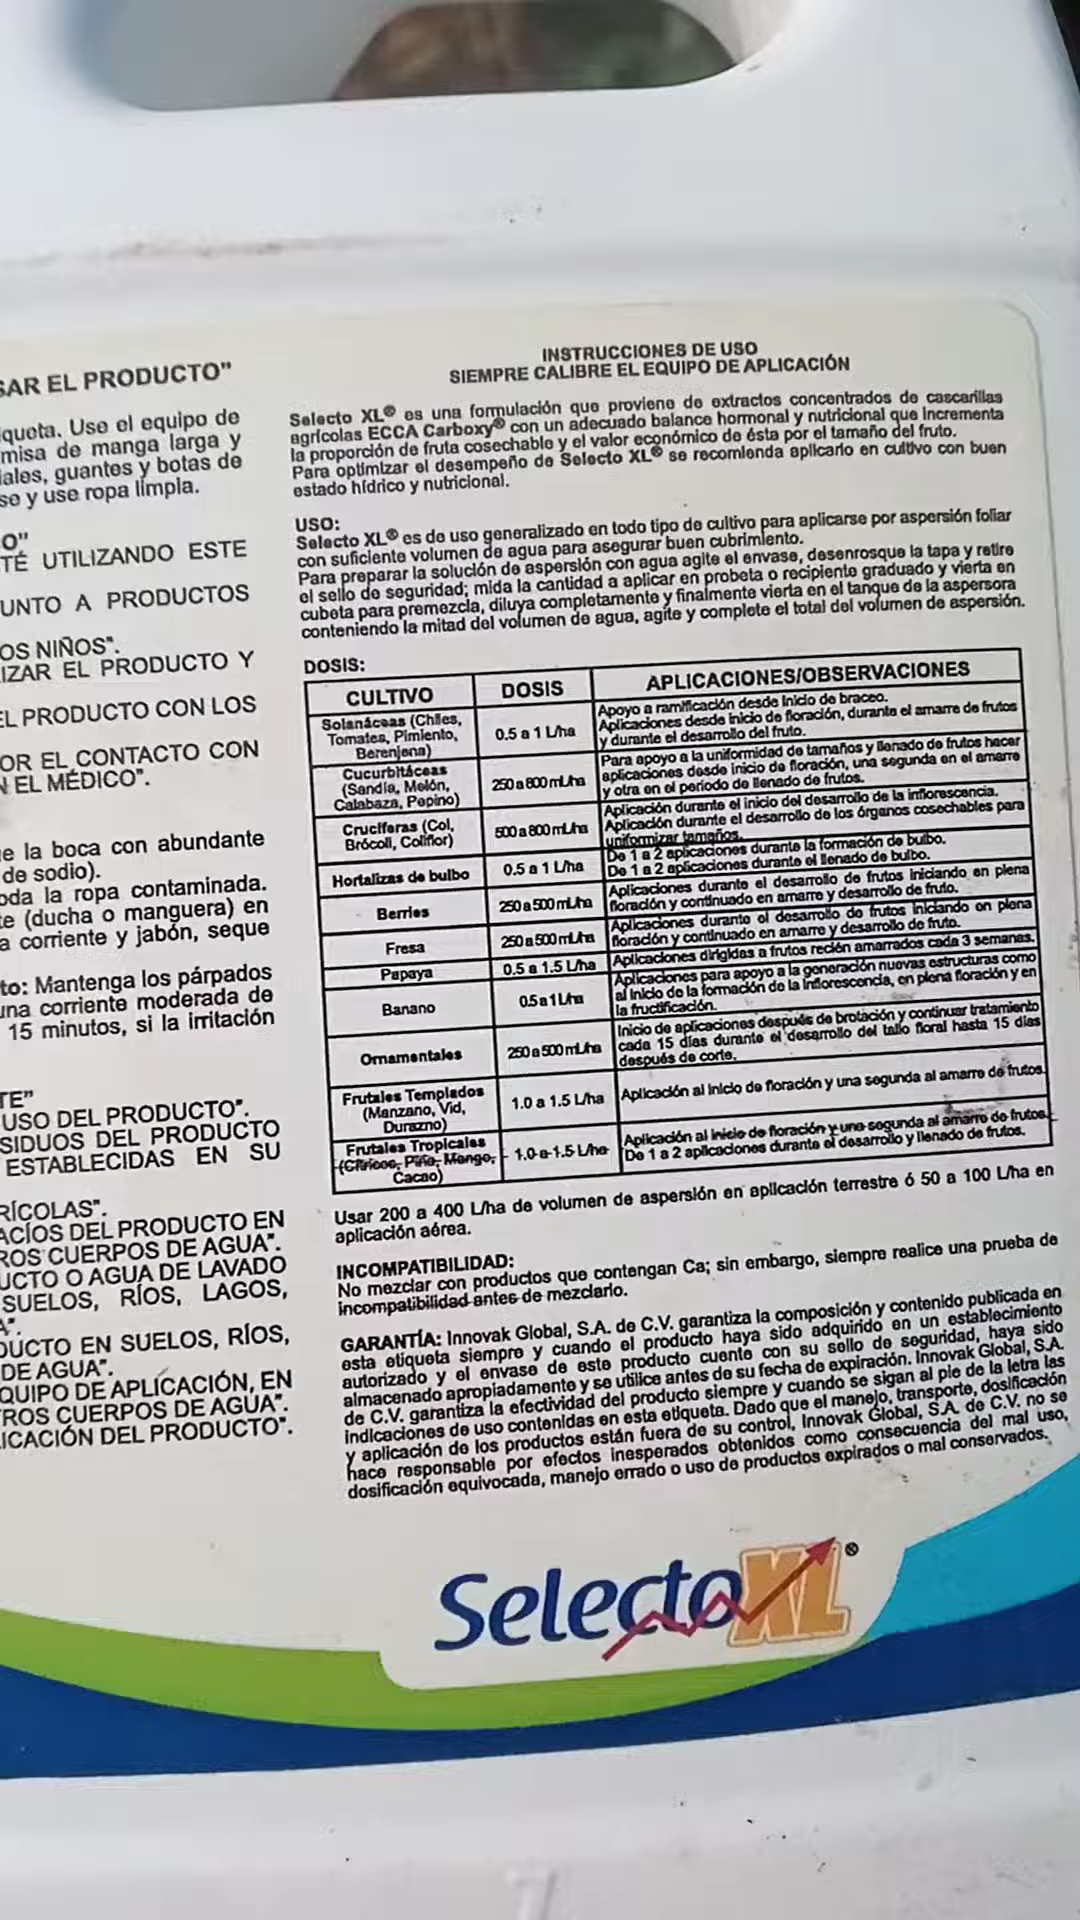 SAR EL PRODUCTO"
iqueta. Use el equipo de
misa de manga larga y
iales, guantes y botas de
se y use ropa limpia.
O"
TÉ UTILIZANDO ESTE
UNTO A PRODUCTOS
OS NIÑOS".
IZAR EL PRODUCTO Y
EL PRODUCTO CON LOS
OR EL CONTACTO CON
N EL MÉDICO".
ue la boca con abundante
de sodio).
oda la ropa contaminada.
te (ducha o manguera) en
a corriente y jabón, seque
to: Mantenga los párpados
una corriente moderada de
15 minutos, si la irritación
TE"
USO DEL PRODUCTO".
SIDUOS DEL PRODUCTO
ESTABLECIDAS EN SU
RÍCOLAS".
ACÍOS DEL PRODUCTO EN
ROS CUERPOS DE AGUA".
UCTO O AGUA DE LAVADO
SUELOS, RÍOS, LAGOS,
A".
DUCTO EN SUELOS, RÍOS,
DE AGUA".
QUIPO DE APLICACIÓN, EN
ROS CUERPOS DE AGUA".
ICACIÓN DEL PRODUCTO".
INSTRUCCIONES DE USO
SIEMPRE CALIBRE EL EQUIPO DE APLICACIÓN
Selecto XL® es una formulación que proviene de extractos concentrados de cascarillas
agrícolas ECCA Carboxy® con un adecuado balance hormonal y nutricional que incrementa
la proporción de fruta cosechable y el valor económico de ésta por el tamaño del fruto.
Para optimizar el desempeño de Selecto XL® se recomienda aplicarlo en cultivo con buen
estado hídrico y nutricional.
USO:
Selecto XL® es de uso generalizado en todo tipo de cultivo para aplicarse por aspersión foliar
con suficiente volumen de agua para asegurar buen cubrimiento.
Para preparar la solución de aspersión con agua agite el envase, desenrosque la tapa y retire
el sello de seguridad; mida la cantidad a aplicar en probeta o recipiente graduado y vierta en
cubeta para premezcla, diluya completamente y finalmente vierta en el tanque de la aspersora
conteniendo la mitad del volumen de agua, agite y complete el total del volumen de aspersión.
DOSIS:
CULTIVO DOSIS APLICACIONES/OBSERVACIONES
Solanáceas (Chiles,
Tomates, Pimiento,
Berenjena)
0.5 a 1 L/ha
Apoyo a ramificación desde inicio de braceo.
Aplicaciones desde inicio de floración, durante el amarre de frutos
y durante el desarrollo del fruto.
Cucurbitáceas
(Sandía, Melón,
Calabaza, Pepino)
250 a 800 mL/ha
Para apoyo a la uniformidad de tamaños y llenado de frutos hacer
aplicaciones desde inicio de floración, una segunda en el amarre
y otra en el periodo de llenado de frutos.
Crucíferas (Col,
Brócoli, Coliflor)
500 a 800 mL/ha
Aplicación durante el inicio del desarrollo de la inflorescencia.
Aplicación durante el desarrollo de los órganos cosechables para
uniformizar tamaños.
Hortalizas de bulbo
0.5 a 1 L/ha
De 1 a 2 aplicaciones durante la formación de bulbo.
De 1 a 2 aplicaciones durante el llenado de bulbo.
Berries
250 a 500 mL/ha
Aplicaciones durante el desarrollo de frutos iniciando en plena
floración y continuado en amarre y desarrollo de fruto.
Fresa
250 a 500 mL/ha
Aplicaciones durante el desarrollo de frutos iniciando en plena
floración y continuado en amarre y desarrollo de fruto.
Papaya
0.5 a 1.5 L/ha
Aplicaciones dirigidas a frutos recién amarrados cada 3 semanas.
Banano
0.5 a 1 L/ha
Aplicaciones para apoyo a la generación nuevas estructuras como
al inicio de la formación de la inflorescencia, en plena floración y en
la fructificación.
Ornamentales
250 a 500 mL/ha
Inicio de aplicaciones después de brotación y continuar tratamiento
cada 15 días durante el desarrollo del tallo floral hasta 15 días
después de corte.
Frutales Templados
(Manzano, Vid,
Durazno)
1.0 a 1.5 L/ha
Aplicación al inicio de floración y una segunda al amarre de frutos.
Frutales Tropicales
(Cítricos, Piña, Mango,
Cacao)
1.0 a 1.5 L/ha
Aplicación al inicio de floración y una segunda al amarre de frutos.
De 1 a 2 aplicaciones durante el desarrollo y llenado de frutos.
Usar 200 a 400 L/ha de volumen de aspersión en aplicación terrestre ó 50 a 100 L/ha en
aplicación aérea.
INCOMPATIBILIDAD:
No mezclar con productos que contengan Ca; sin embargo, siempre realice una prueba de
incompatibilidad antes de mezclarlo.
GARANTÍA: Innovak Global, S.A. de C.V. garantiza la composición y contenido publicada en
esta etiqueta siempre y cuando el producto haya sido adquirido en un establecimiento
autorizado y el envase de este producto cuente con su sello de seguridad, haya sido
almacenado apropiadamente y se utilice antes de su fecha de expiración. Innovak Global, S.A.
de C.V. garantiza la efectividad del producto siempre y cuando se sigan al pie de la letra las
indicaciones de uso contenidas en esta etiqueta. Dado que el manejo, transporte, dosificación
y aplicación de los productos están fuera de su control, Innovak Global, S.A. de C.V. no se
hace responsable por efectos inesperados obtenidos como consecuencia del mal uso,
dosificación equivocada, manejo errado o uso de productos expirados o mal conservados.
Selecto XL®